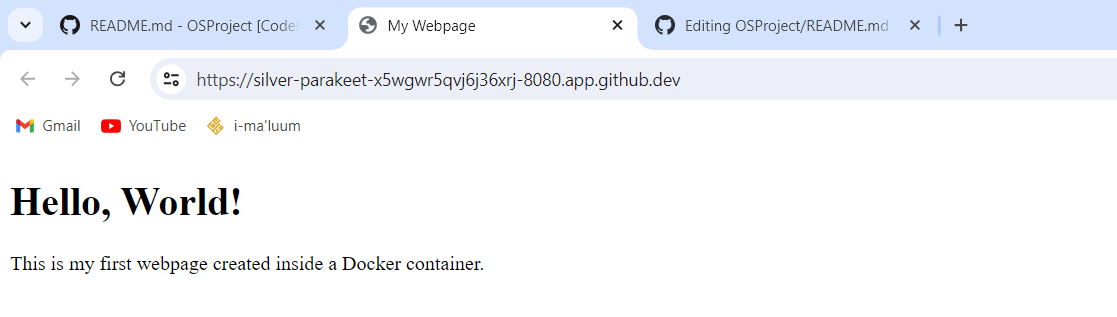 README.md - OSProject [Codes
My Webpage
Editing OSProject/README.md
https://silver-parakeet-x5wgwr5qvj6j36xrj-8080.app.github.dev
Gmail
YouTube
i-ma'luum
Hello, World!
This is my first webpage created inside a Docker container.